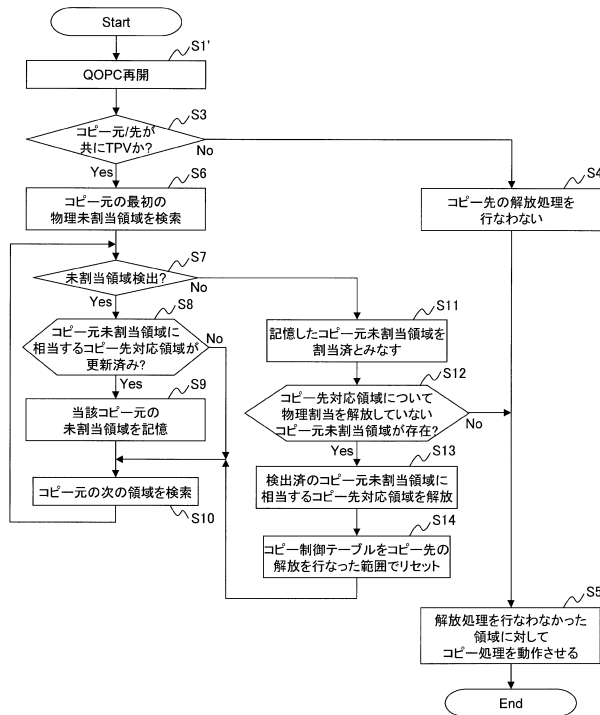 Start
S1'
QOPC再開
S3
コピー元/先が
共にTPVか?
No
Yes
S6
コピー元の最初の
物理未割当領域を検索
S4
コピー先の解放処理を
行なわない
S7
未割当領域検出?
No
Yes
S8
コピー元未割当領域に
相当するコピー先対応領域が
更新済み?
No
Yes
S11
記憶したコピー元未割当領域を
割当済とみなす
S12
コピー先対応領域について
物理割当を解放していない
コピー元未割当領域が存在?
No
Yes
S9
当該コピー元の
未割当領域を記憶
S13
検出済のコピー元未割当領域に
相当するコピー先対応領域を解放
コピー元の次の領域を検索
S10
S14
コピー制御テーブルをコピー先の
解放を行なった範囲でリセット
S5
解放処理を行なわなかった
領域に対して
コピー処理を動作させる
End